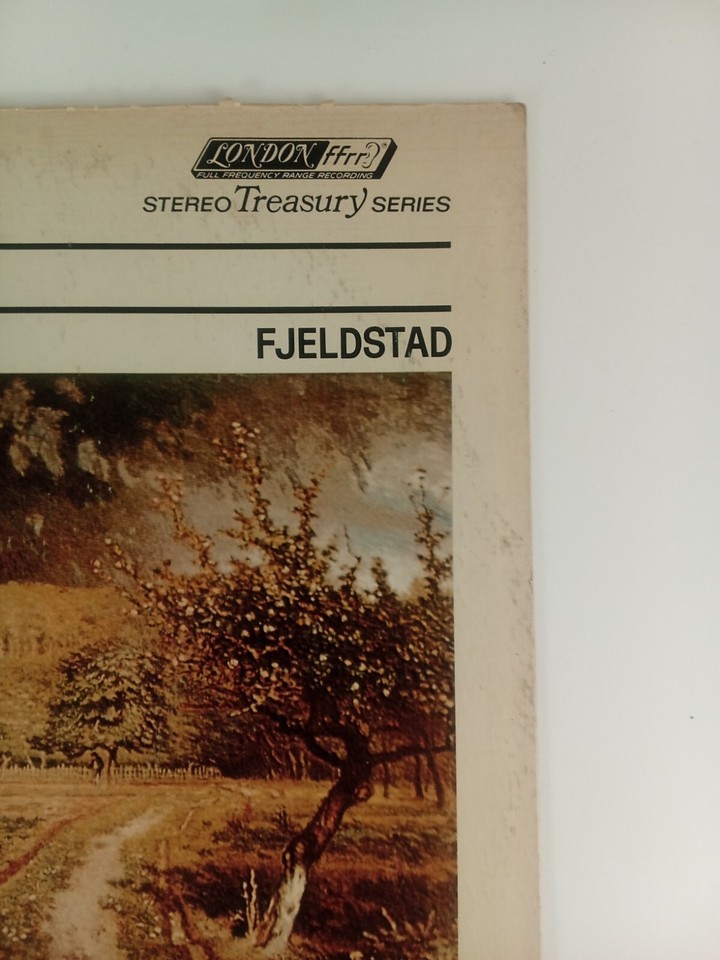 LONDON ffrr®
FULL FREQUENCY RANGE RECORDING
STEREO Treasury SERIES
FJELDSTAD